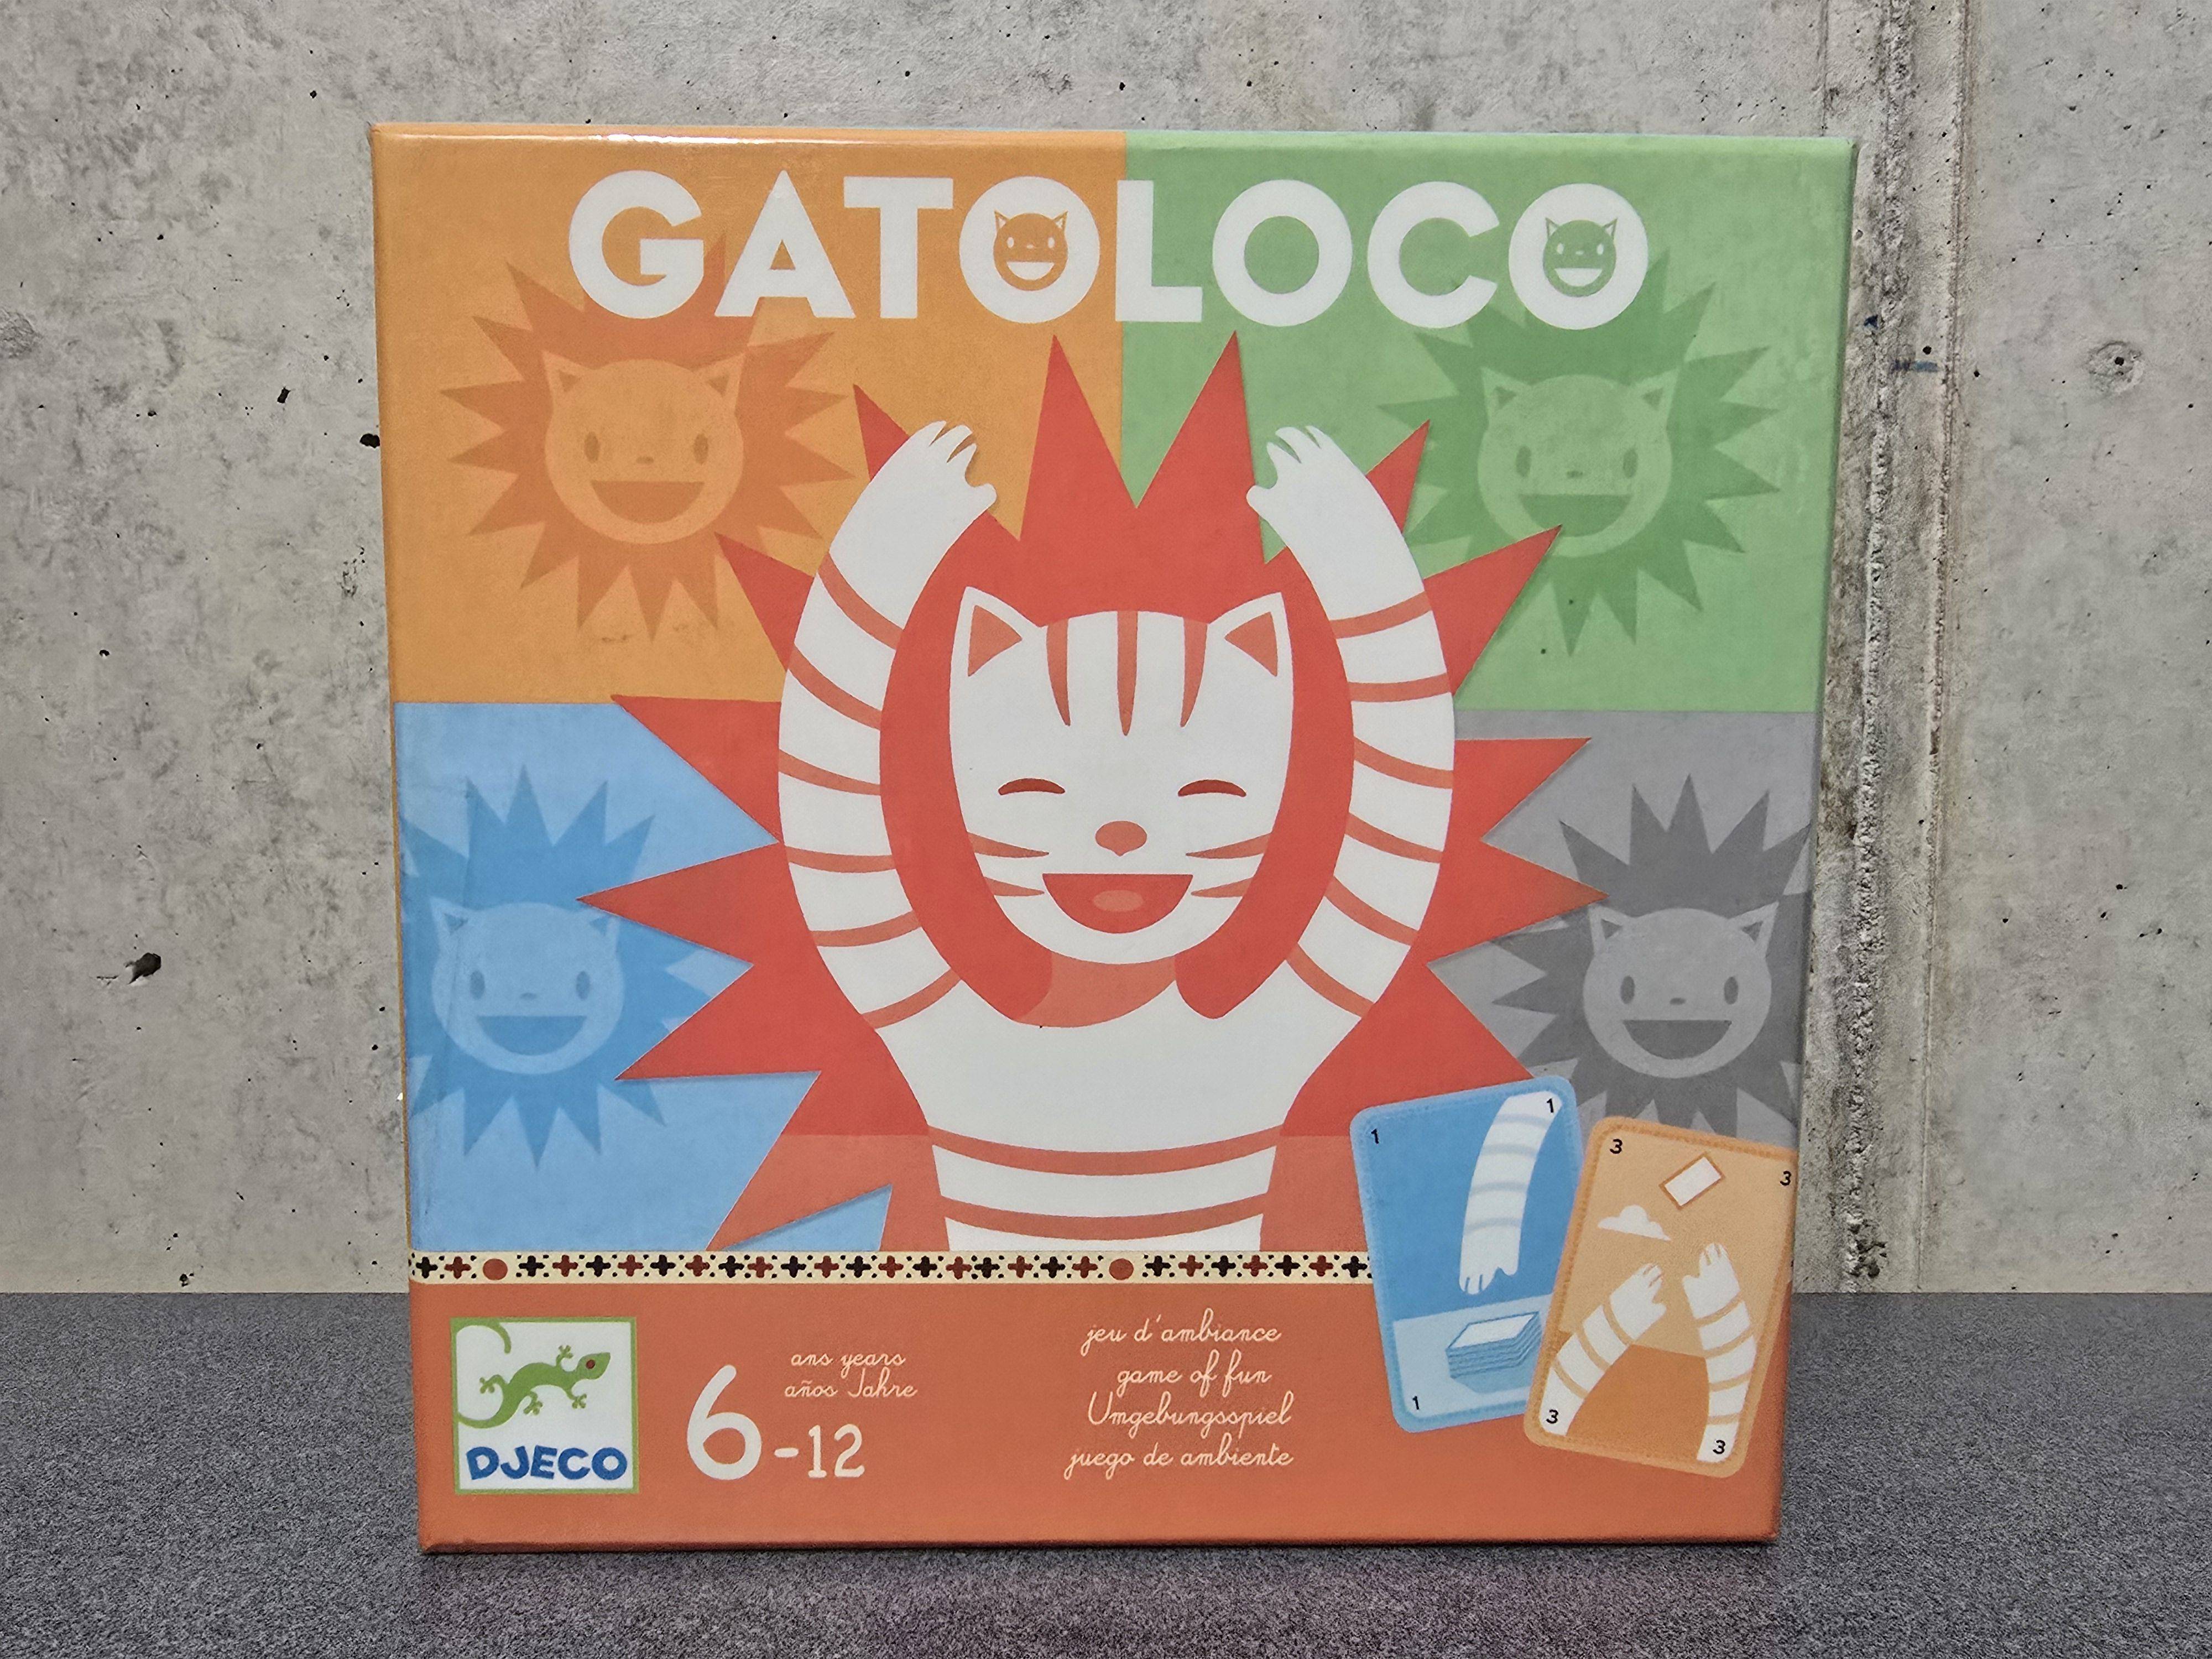 GATOLOCO
DJECO
6-12
ans years
años Jahre
jeu d'ambiance
game of fun
Umgebungsspiel
juego de ambiente
1
1
1
3
3
3
3